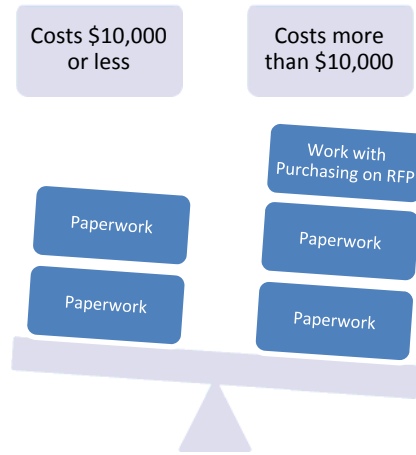 Costs $10,000
or less
Costs more
than $10,000
Paperwork
Paperwork
Work with
Purchasing on RFP
Paperwork
Paperwork